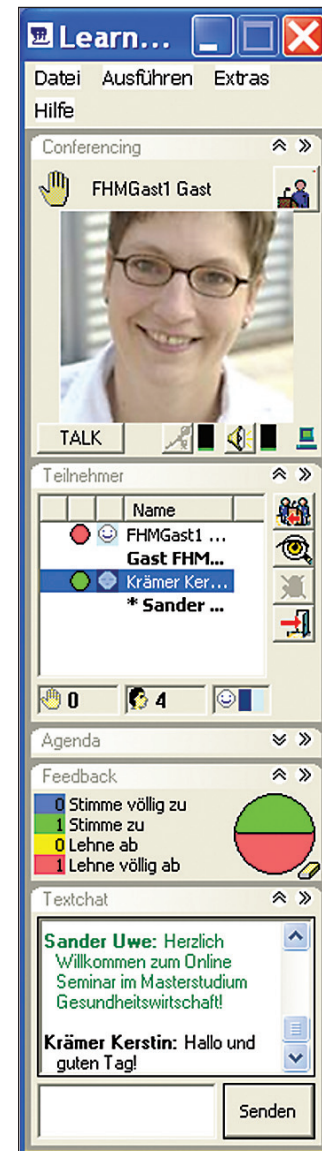 Learn...
Datei Ausführen Extras
Hilfe
Conferencing
FHMGast1 Gast
TALK
Teilnehmer
Name
FHMGast1 ...
Gast FHM...
Krämer Ker...
* Sander ...
0 4
Agenda
Feedback
0 Stimme völlig zu
1 Stimme zu
0 Lehne ab
1 Lehne völlig ab
Textchat
Sander Uwe: Herzlich
Willkommen zum Online
Seminar im Masterstudium
Gesundheitswirtschaft!
Krämer Kerstin: Hallo und
guten Tag!
Senden